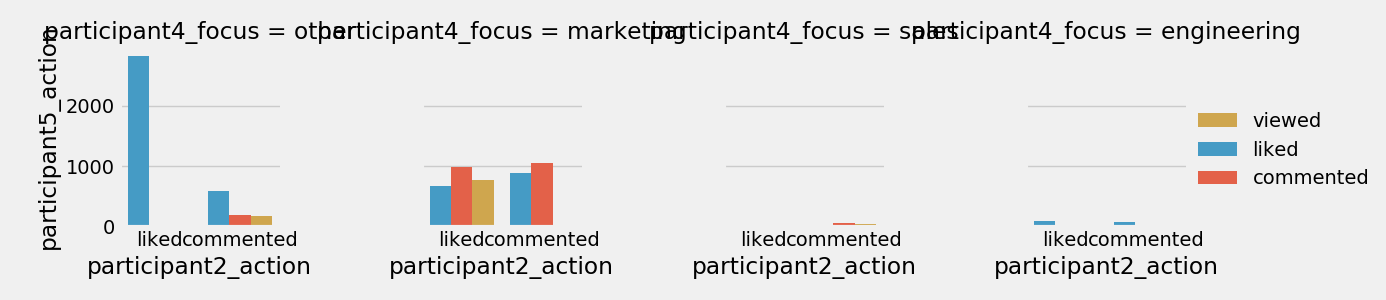 participant4_focus = other
participant4_focus = marketing
participant4_focus = sales
participant4_focus = engineering
participant5_action
2000
1000
0
liked commented
liked commented
liked commented
liked commented
participant2_action
participant2_action
participant2_action
participant2_action
viewed
liked
commented